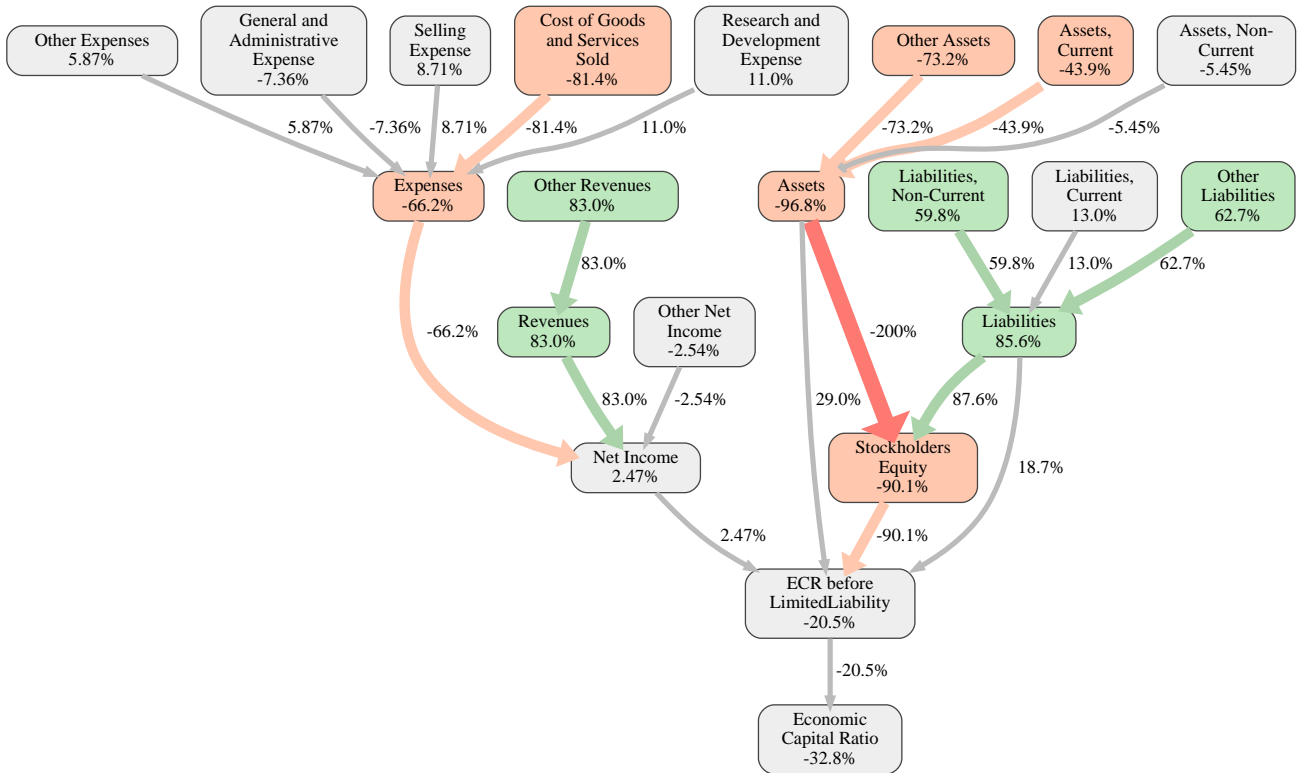 Other Expenses
5.87%
General and
Administrative
Expense
-7.36%
Selling
Expense
8.71%
Cost of Goods
and Services
Sold
-81.4%
Research and
Development
Expense
11.0%
Other Assets
-73.2%
Assets,
Current
-43.9%
Assets, Non-
Current
-5.45%
5.87%
-7.36%
8.71%
-81.4%
11.0%
-73.2%
-43.9%
-5.45%
Expenses
-66.2%
Other Revenues
83.0%
Assets
-96.8%
Liabilities,
Non-Current
59.8%
Liabilities,
Current
13.0%
Other
Liabilities
62.7%
83.0%
59.8%
13.0%
62.7%
-66.2%
Revenues
83.0%
Other Net
Income
-2.54%
-200%
Liabilities
85.6%
83.0%
-2.54%
29.0%
87.6%
Net Income
2.47%
Stockholders
Equity
-90.1%
18.7%
2.47%
-90.1%
ECR before
LimitedLiability
-20.5%
-20.5%
Economic
Capital Ratio
-32.8%